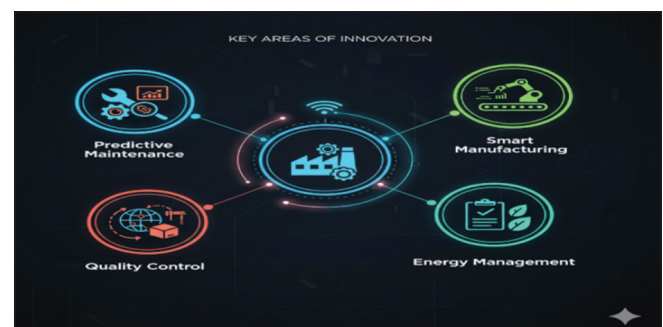 KEY AREAS OF INNOVATION
Predictive
Maintenance
Smart
Manufacturing
Quality Control
Energy Management